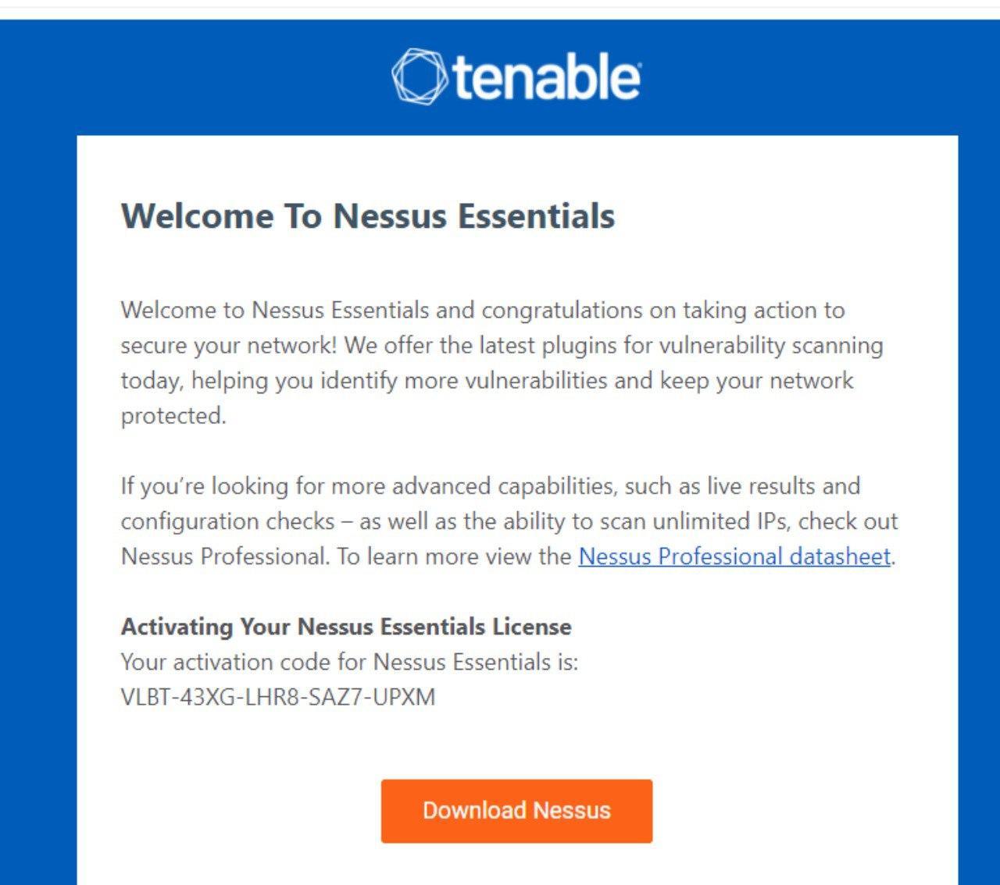 tenable
Welcome To Nessus Essentials
Welcome to Nessus Essentials and congratulations on taking action to
secure your network! We offer the latest plugins for vulnerability scanning
today, helping you identify more vulnerabilities and keep your network
protected.
If you’re looking for more advanced capabilities, such as live results and
configuration checks – as well as the ability to scan unlimited IPs, check out
Nessus Professional. To learn more view the Nessus Professional datasheet.
Activating Your Nessus Essentials License
Your activation code for Nessus Essentials is:
VLBT-43XG-LHR8-SAZ7-UPXM
Download Nessus